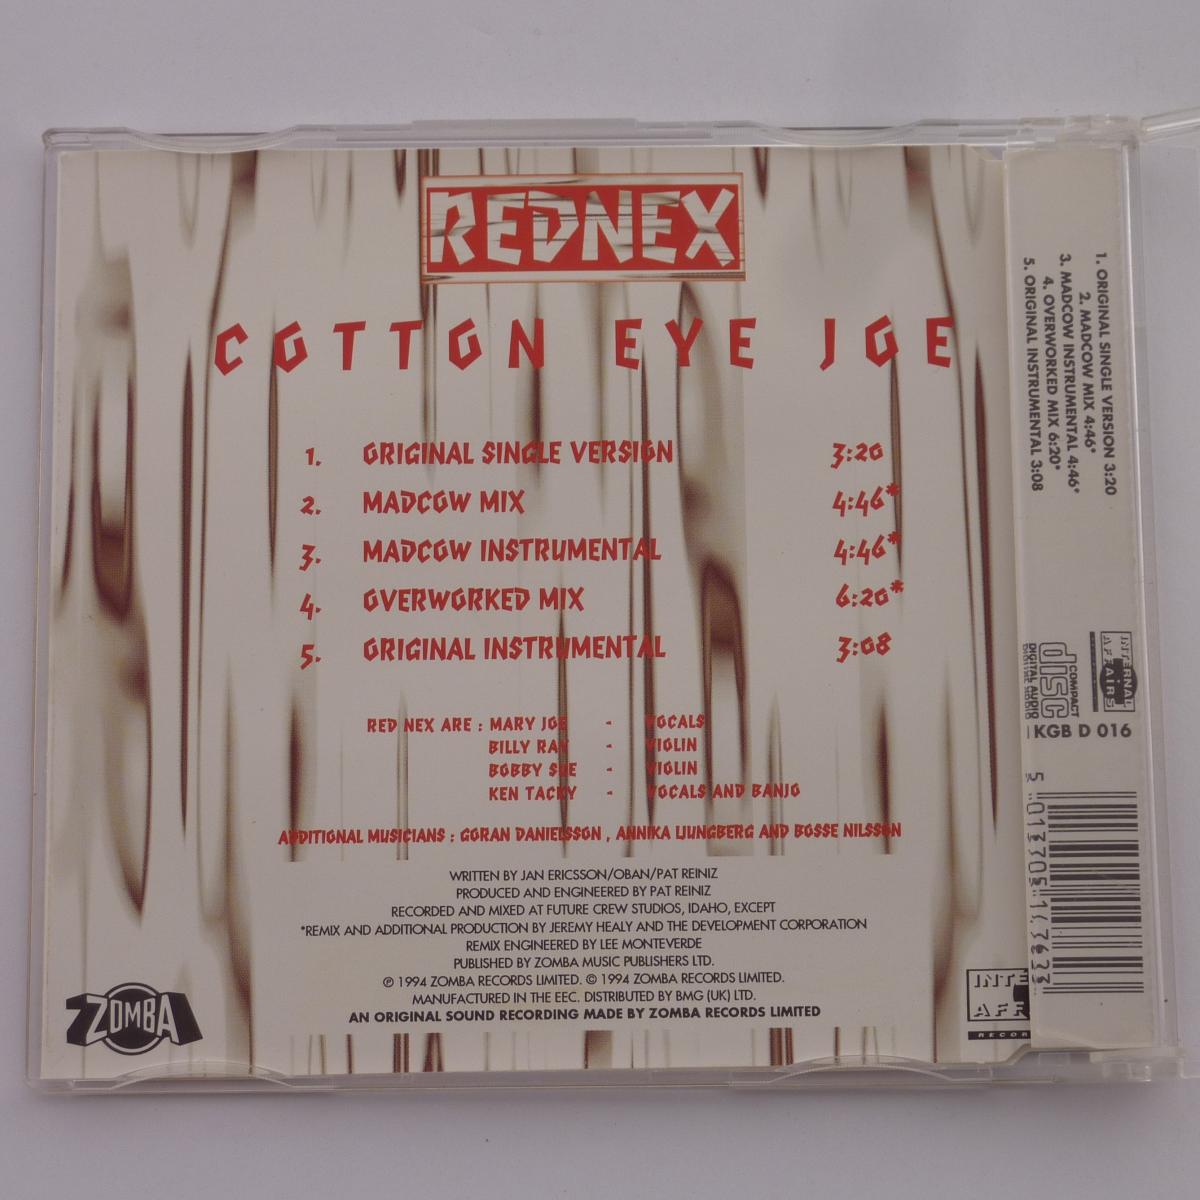 REDNEX
COTTON EYE JOE
1. ORIGINAL SINGLE VERSION 3:20
2. MADCOW MIX 4:46*
3. MADCOW INSTRUMENTAL 4:46*
4. OVERWORKED MIX 6:20*
5. ORIGINAL INSTRUMENTAL 3:08
RED NEX ARE : MARY JOE - VOCALS
BILLY RAY - VIOLIN
BOBBY SUE - VIOLIN
KEN TACKY - VOCALS AND BANJO
ADDITIONAL MUSICIANS : GORAN DANIELSSON , ANNIKA LJUNGBERG AND BOSSE NILSSON
WRITTEN BY JAN ERICSSON/OBAN/PAT REINIZ
PRODUCED AND ENGINEERED BY PAT REINIZ
RECORDED AND MIXED AT FUTURE CREW STUDIOS, IDAHO, EXCEPT
*REMIX AND ADDITIONAL PRODUCTION BY JEREMY HEALY AND THE DEVELOPMENT CORPORATION
REMIX ENGINEERED BY LEE MONTEVERDE
PUBLISHED BY ZOMBA MUSIC PUBLISHERS LTD.
℗ 1994 ZOMBA RECORDS LIMITED. © 1994 ZOMBA RECORDS LIMITED.
MANUFACTURED IN THE EEC. DISTRIBUTED BY BMG (UK) LTD.
AN ORIGINAL SOUND RECORDING MADE BY ZOMBA RECORDS LIMITED
ZOMBA
INTE
AFF
RECOR
1. ORIGINAL SINGLE VERSION 3:20
2. MADCOW MIX 4:46*
3. MADCOW INSTRUMENTAL 4:46*
4. OVERWORKED MIX 6:20*
5. ORIGINAL INSTRUMENTAL 3:08
INTERNAL
AFFAIRS
COMPACT
disc
DIGITAL AUDIO
KGB D 016